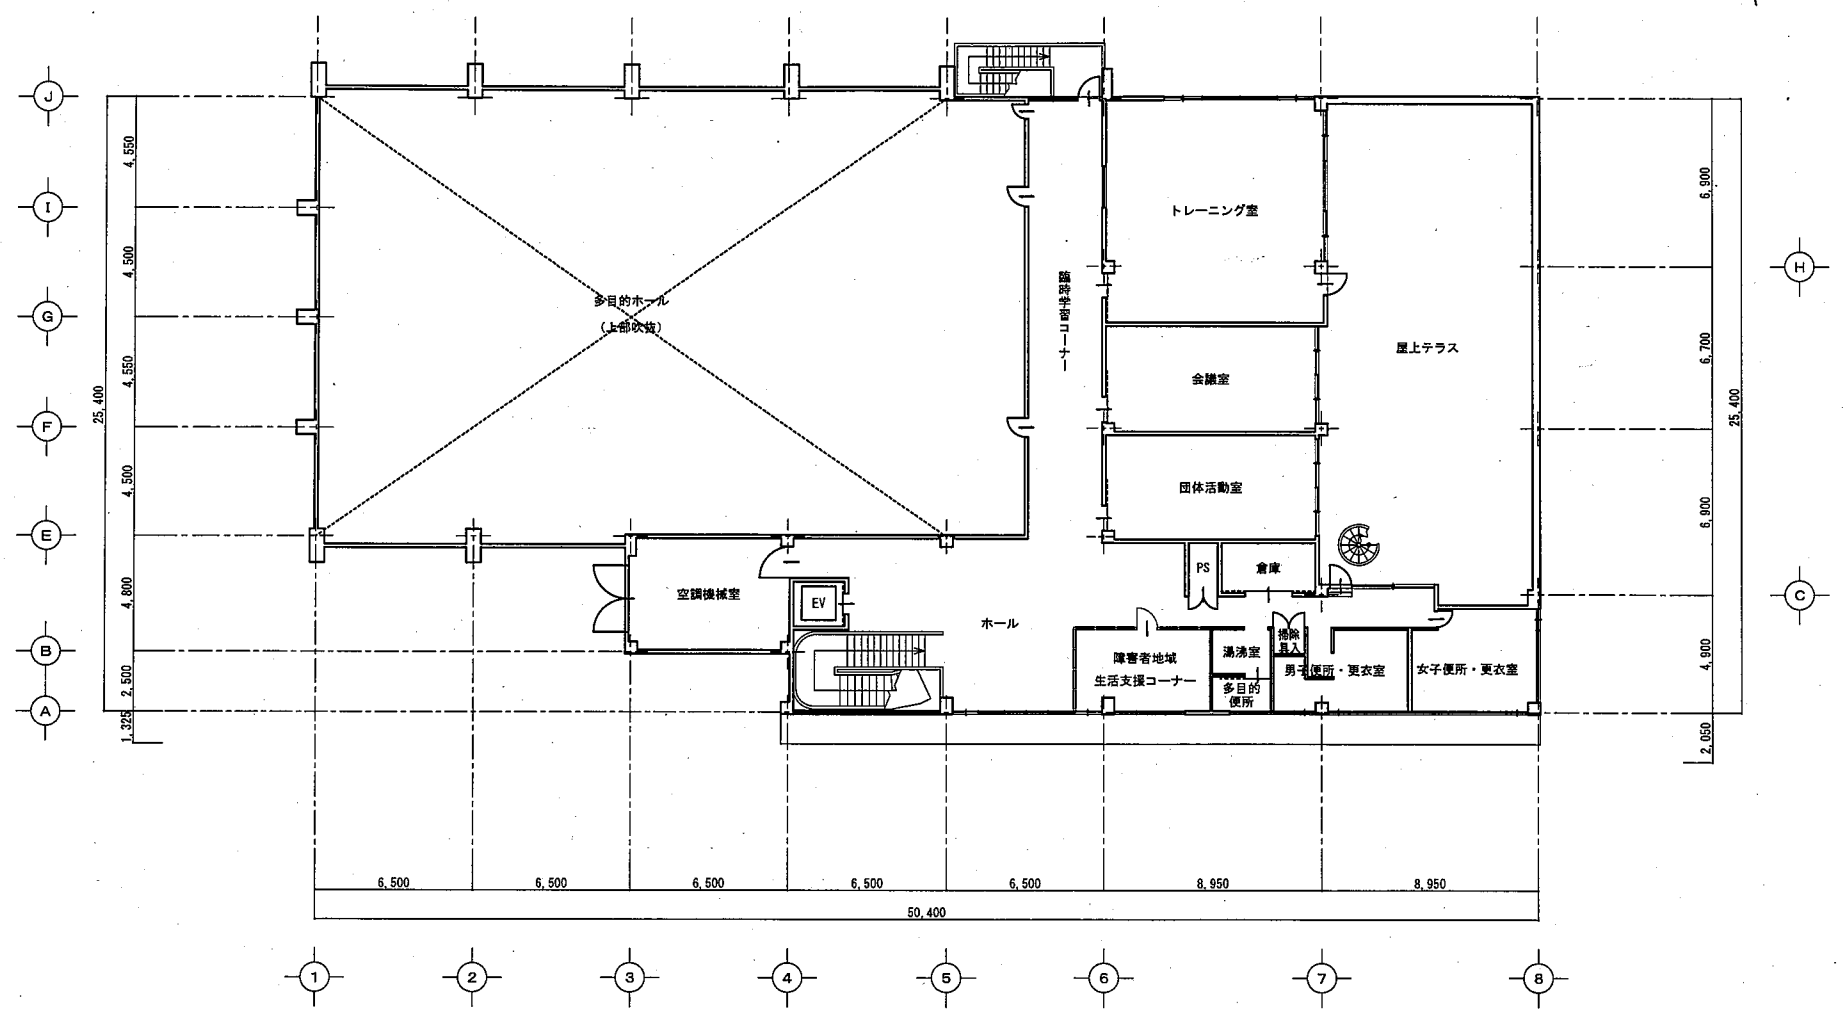 J
I
G
F
E
B
A
H
C
4,550
4,500
4,550
4,500
4,800
2,500
1,325
25,400
6,900
6,700
6,900
4,900
2,050
25,400
多目的ホール
(上部吹抜)
臨時学習コーナー
トレーニング室
会議室
団体活動室
屋上テラス
空調機械室
EV
ホール
PS
倉庫
障害者地域
生活支援コーナー
湯沸室
多目的
便所
掃除
具入
男子便所・更衣室
女子便所・更衣室
6,500
6,500
6,500
6,500
6,500
8,950
8,950
50,400
1
2
3
4
5
6
7
8